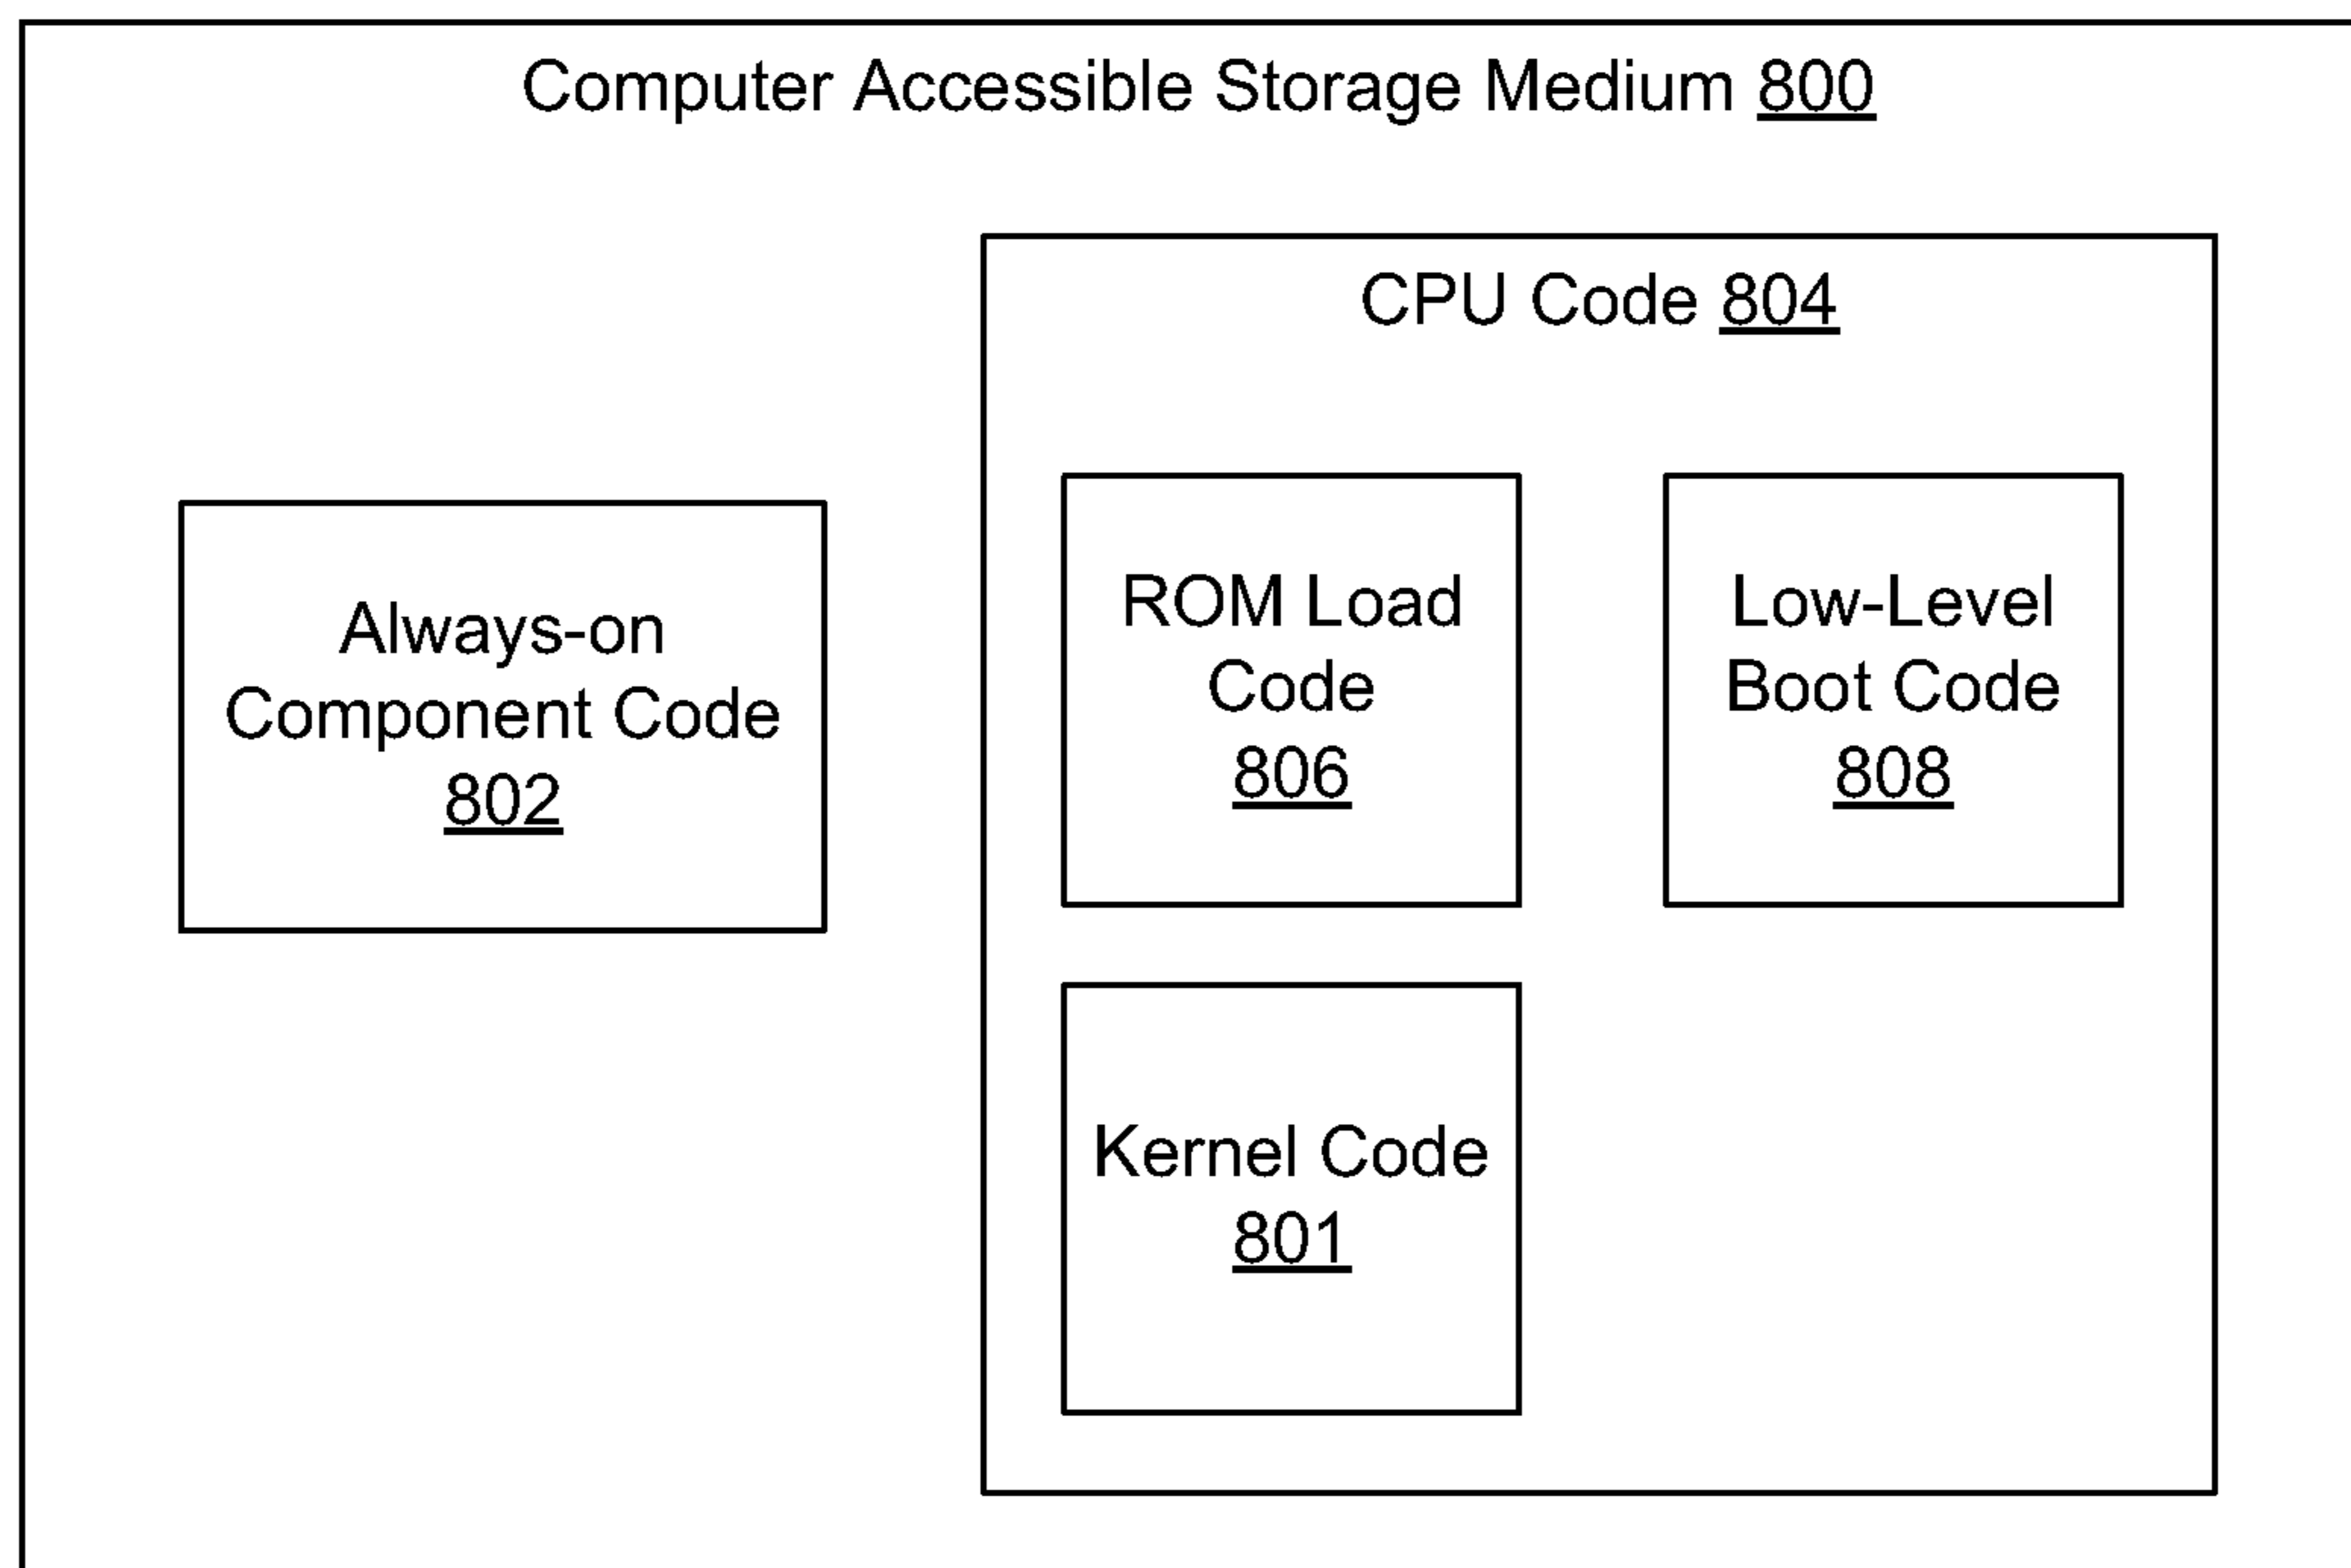 Computer Accessible Storage Medium 800
CPU Code 804
Always-on
Component Code
802
ROM Load
Code
806
Low-Level
Boot Code
808
Kernel Code
801